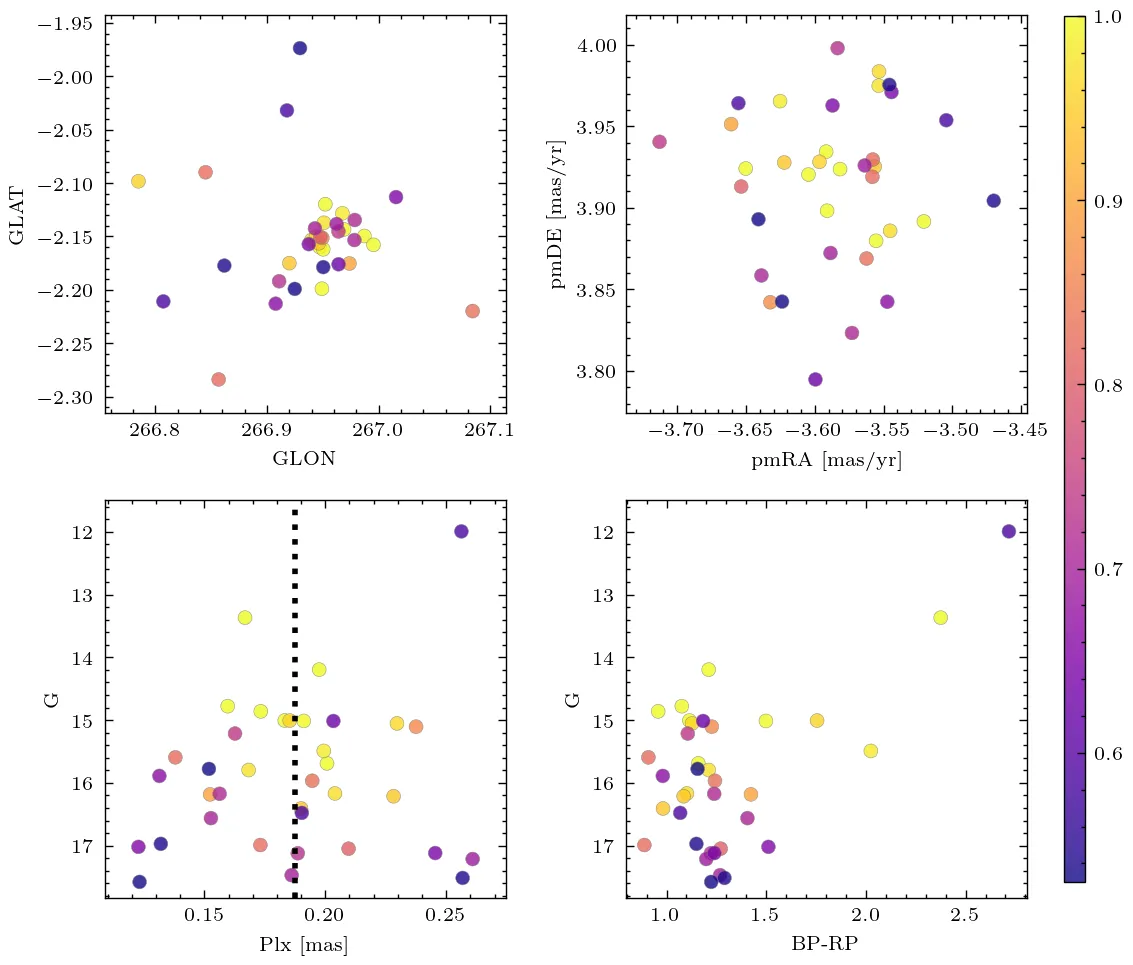 −1.95
−2.00
−2.05
−2.10
−2.15
−2.20
−2.25
−2.30
GLAT
266.8 266.9 267.0 267.1
GLON
4.00
3.95
3.90
3.85
3.80
pmDE [mas/yr]
−3.70 −3.65 −3.60 −3.55 −3.50 −3.45
pmRA [mas/yr]
1.0
0.9
0.8
0.7
0.6
12
13
14
15
16
17
G
0.15 0.20 0.25
Plx [mas]
12
13
14
15
16
17
G
1.0 1.5 2.0 2.5
BP-RP